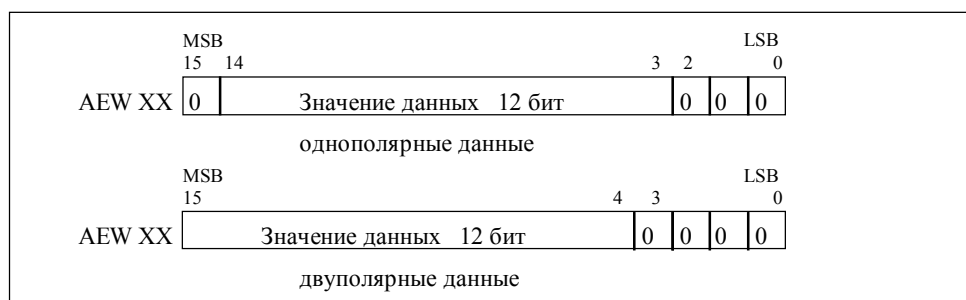 MSB LSB
15 14 3 2 0
AEW XX 0 Значение данных 12 бит 0 0 0
однополярные данные
MSB LSB
15 4 3 0
AEW XX Значение данных 12 бит 0 0 0 0
двуполярные данные